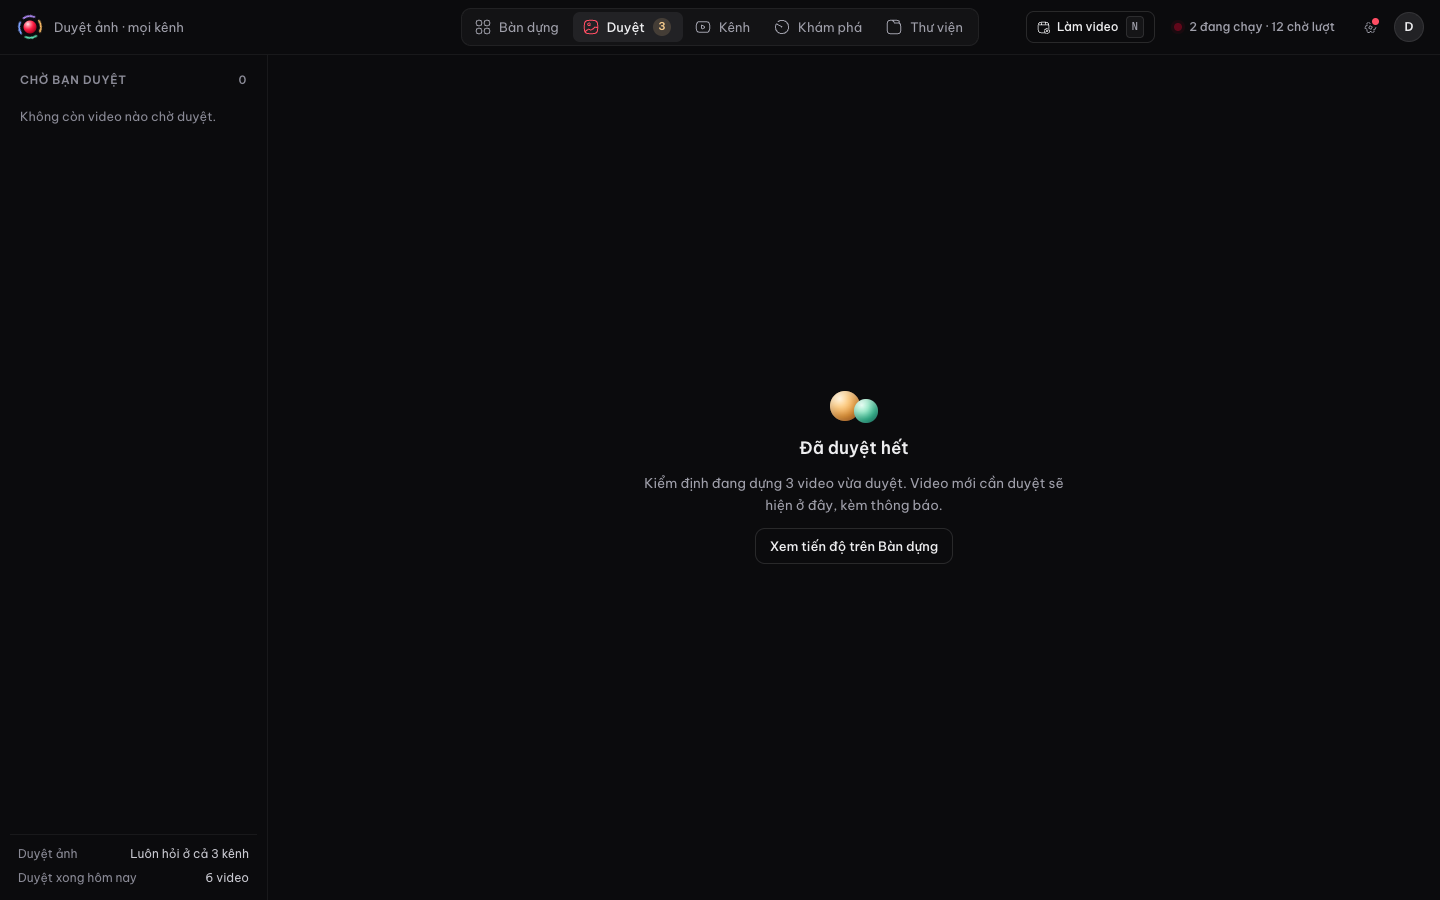 Duyệt ảnh · mọi kênh
Bàn dựng
Duyệt 3
Kênh
Khám phá
Thư viện
Làm video N
2 đang chạy · 12 chờ lượt
D
CHỜ BẠN DUYỆT 0
Không còn video nào chờ duyệt.
Đã duyệt hết
Kiểm định đang dựng 3 video vừa duyệt. Video mới cần duyệt sẽ
hiện ở đây, kèm thông báo.
Xem tiến độ trên Bàn dựng
Duyệt ảnh Luôn hỏi ở cả 3 kênh
Duyệt xong hôm nay 6 video